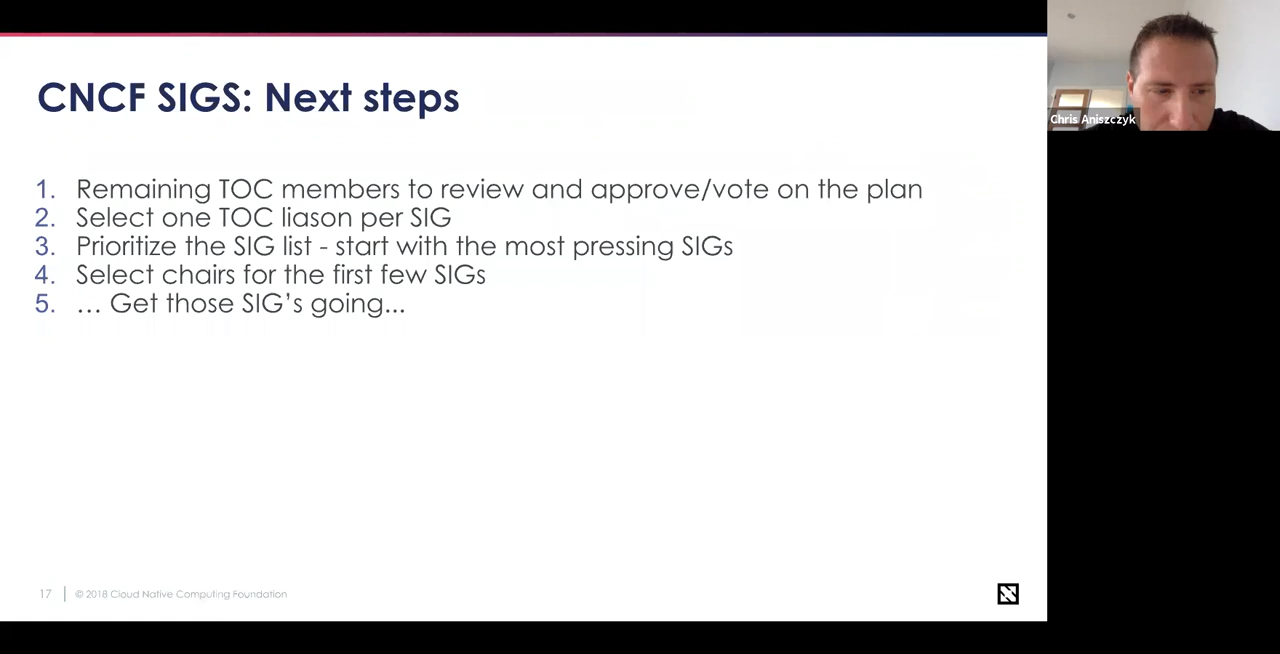 CNCF SIGS: Next steps
1. Remaining TOC members to review and approve/vote on the plan
2. Select one TOC liason per SIG
3. Prioritize the SIG list - start with the most pressing SIGs
4. Select chairs for the first few SIGs
5. … Get those SIG’s going...
17
© 2018 Cloud Native Computing Foundation
Chris Aniszczyk